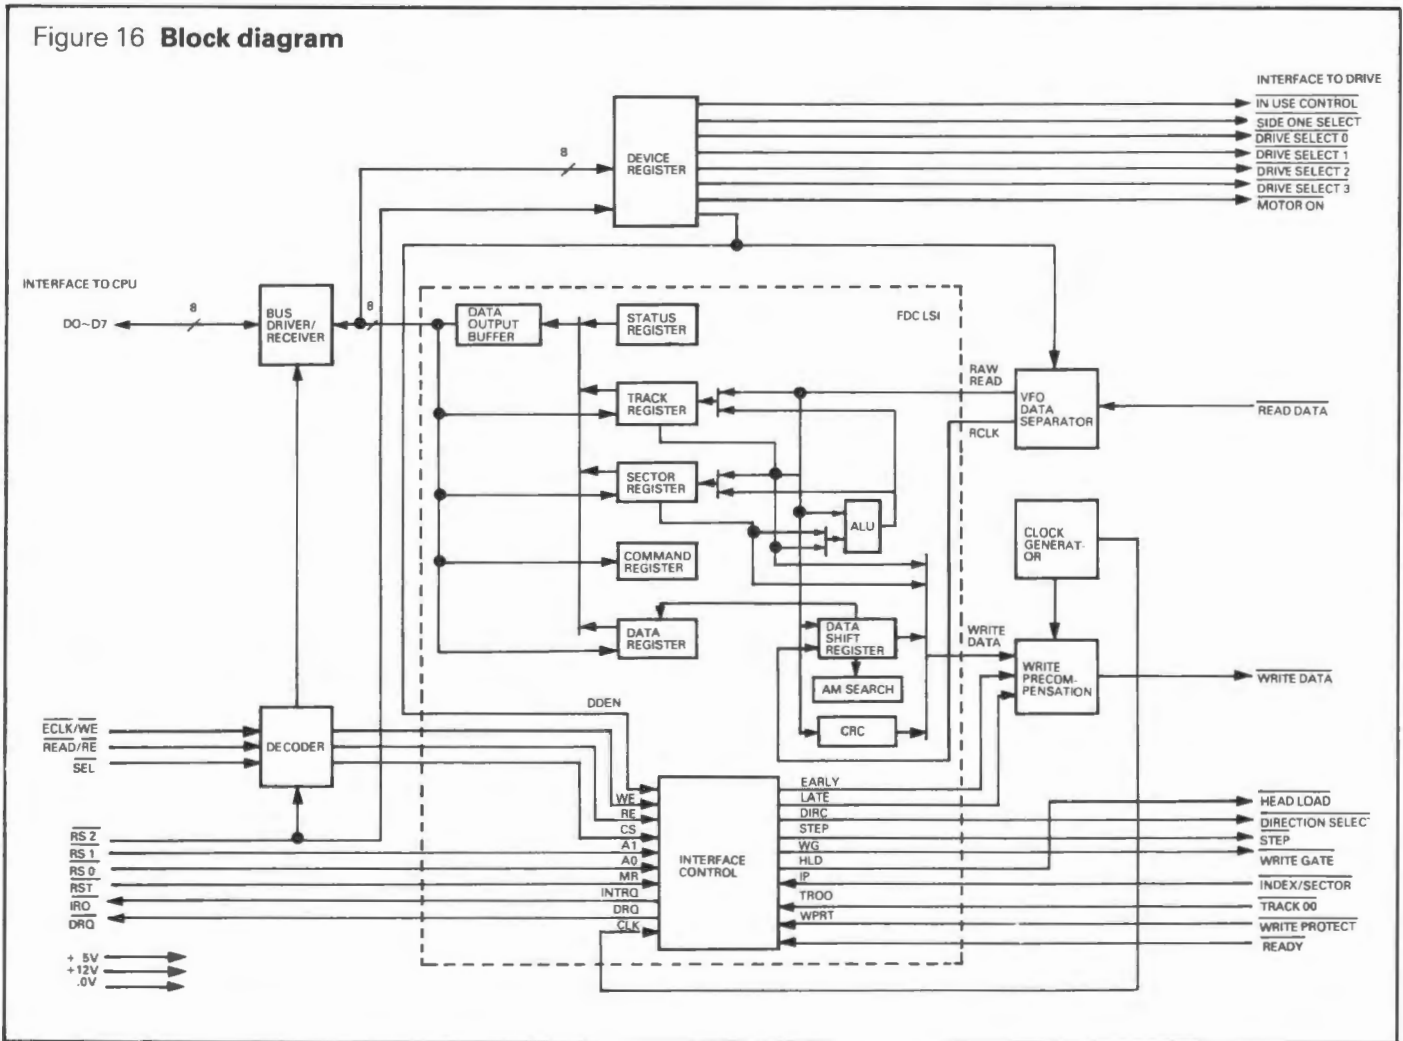 Figure 16 Block diagram
INTERFACE TO DRIVE
IN USE CONTROL
SIDE ONE SELECT
DRIVE SELECT 0
DRIVE SELECT 1
DRIVE SELECT 2
DRIVE SELECT 3
MOTOR ON
8
DEVICE
REGISTER
INTERFACE TO CPU
8
D0~D7
BUS
DRIVER/
RECEIVER
8
DATA
OUTPUT
BUFFER
STATUS
REGISTER
FDC LSI
TRACK
REGISTER
RAW
READ
RCLK
VFO
DATA
SEPARATOR
READ DATA
SECTOR
REGISTER
ALU
CLOCK
GENERAT-
OR
COMMAND
REGISTER
DATA
REGISTER
DATA
SHIFT
REGISTER
AM SEARCH
CRC
WRITE
DATA
WRITE
PRECOM-
PENSATION
WRITE DATA
DDEN
ECLK/WE
READ/RE
SEL
DECODER
RS 2
RS 1
RS 0
RST
IRO
DRQ
WE
RE
CS
A1
A0
MR
INTRQ
DRQ
CLK
INTERFACE
CONTROL
EARLY
LATE
DIRC
STEP
WG
HLD
IP
TROO
WPRT
HEAD LOAD
DIRECTION SELECT
STEP
WRITE GATE
INDEX/SECTOR
TRACK 00
WRITE PROTECT
READY
+ 5V
+12V
.0V